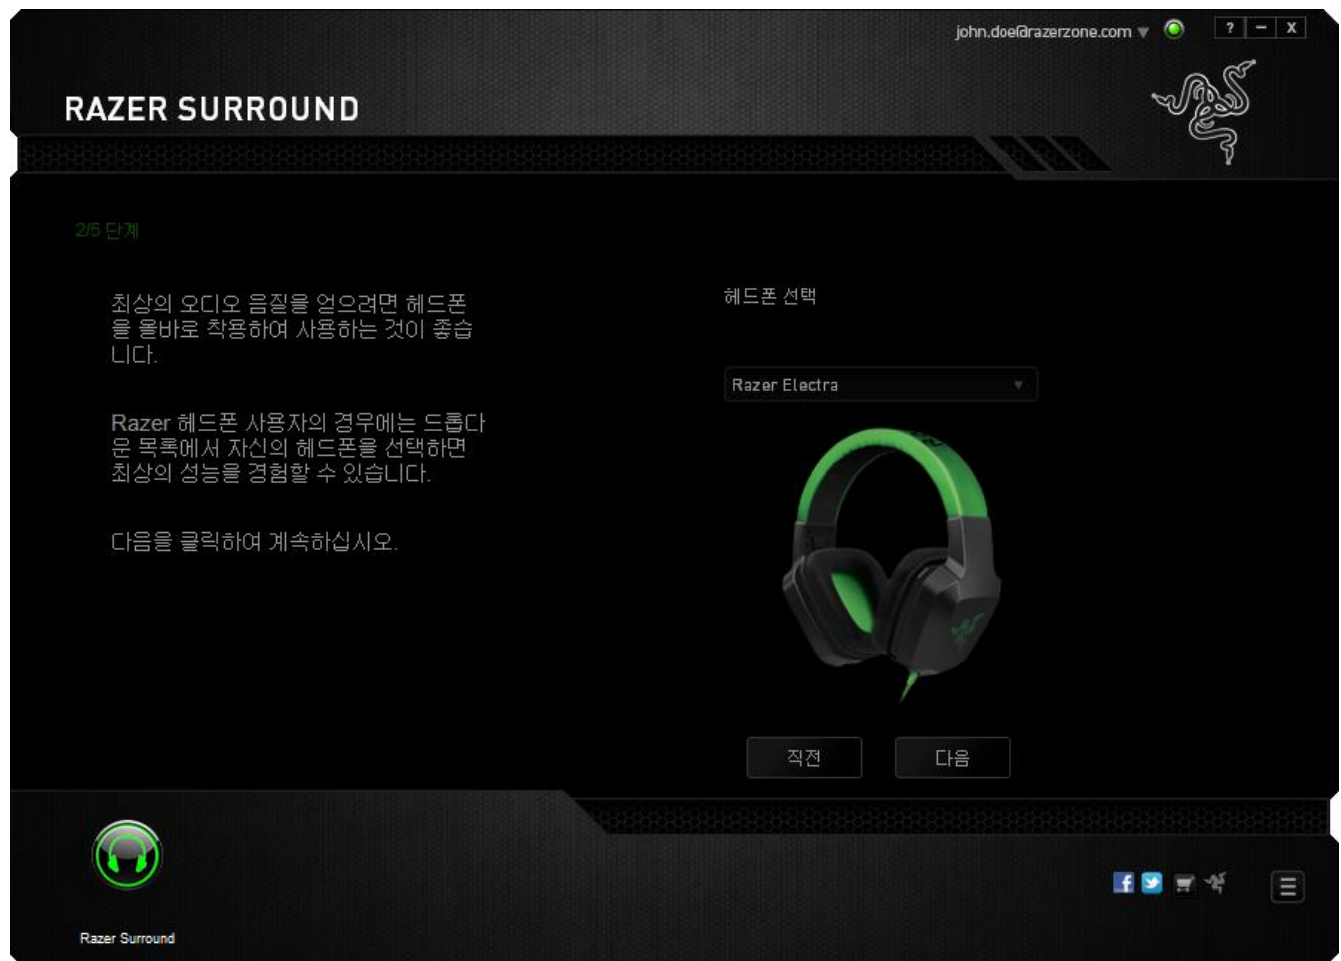 john.doe@razerzone.com
? – X
RAZER SURROUND
2/5 단계
최상의 오디오 음질을 얻으려면 헤드폰
을 올바로 착용하여 사용하는 것이 좋습
니다.
Razer 헤드폰 사용자의 경우에는 드롭다
운 목록에서 자신의 헤드폰을 선택하면
최상의 성능을 경험할 수 있습니다.
다음을 클릭하여 계속하십시오.
헤드폰 선택
Razer Electra
직전
다음
Razer Surround